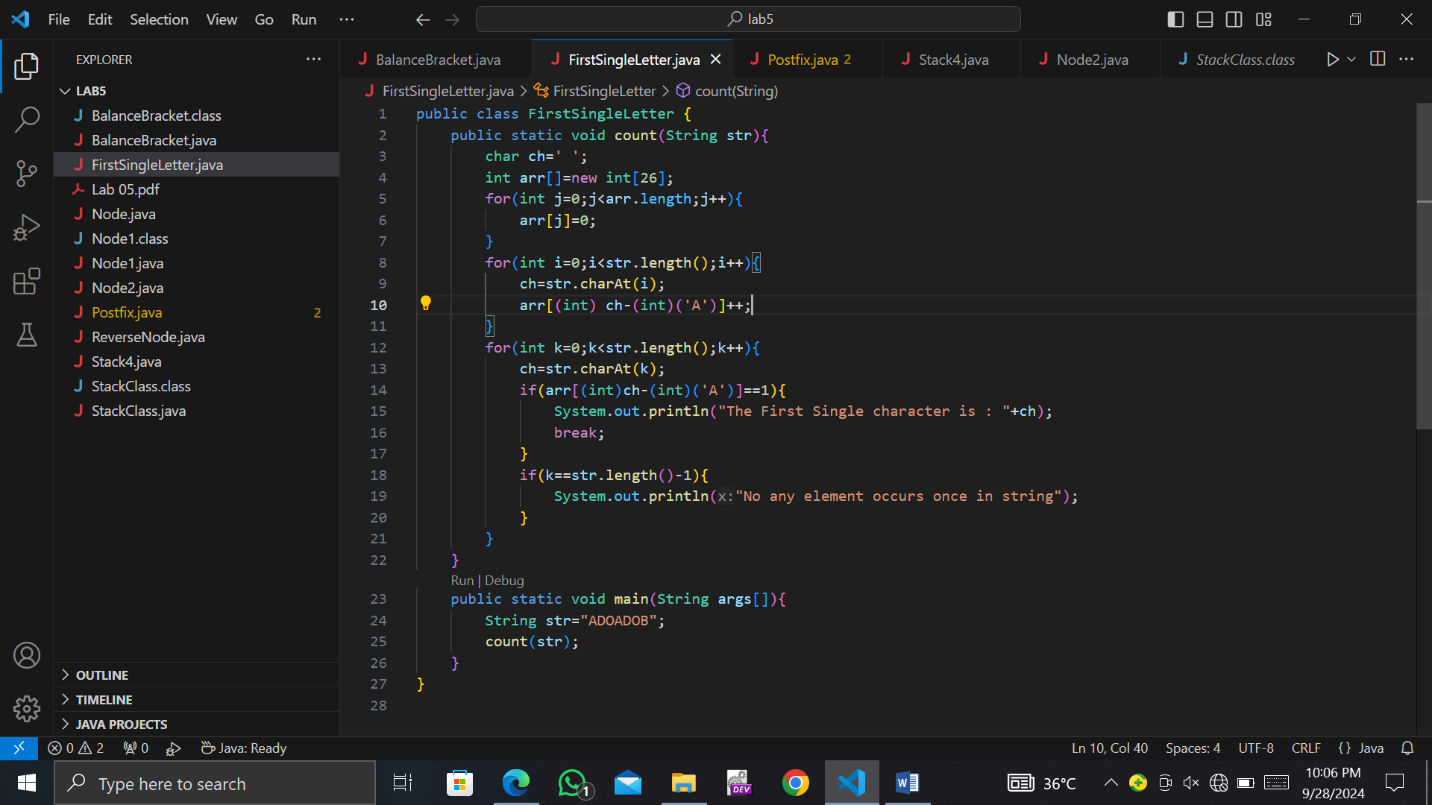 File Edit Selection View Go Run ··· lab5
EXPLORER ···
BalanceBracket.java FirstSingleLetter.java Postfix.java 2 Stack4.java Node2.java StackClass.class ···
LAB5
BalanceBracket.class
BalanceBracket.java
FirstSingleLetter.java
Lab 05.pdf
Node.java
Node1.class
Node1.java
Node2.java
Postfix.java 2
ReverseNode.java
Stack4.java
StackClass.class
StackClass.java
OUTLINE
TIMELINE
JAVA PROJECTS
FirstSingleLetter.java > FirstSingleLetter > count(String)
1 public class FirstSingleLetter {
2 public static void count(String str){
3 char ch=' ';
4 int arr[]=new int[26];
5 for(int j=0;j<arr.length;j++){
6 arr[j]=0;
7 }
8 for(int i=0;i<str.length();i++){
9 ch=str.charAt(i);
10 arr[(int) ch-(int)('A')]++;
11 }
12 for(int k=0;k<str.length();k++){
13 ch=str.charAt(k);
14 if(arr[(int)ch-(int)('A')]==1){
15 System.out.println("The First Single character is : "+ch);
16 break;
17 }
18 if(k==str.length()-1){
19 System.out.println(x:"No any element occurs once in string");
20 }
21 }
22 }
Run | Debug
23 public static void main(String args[]){
24 String str="ADOADOB";
25 count(str);
26 }
27 }
28
0 2 0 Java: Ready Ln 10, Col 40 Spaces: 4 UTF-8 CRLF {} Java
Type here to search 1 DEV 36°C 10:06 PM
9/28/2024